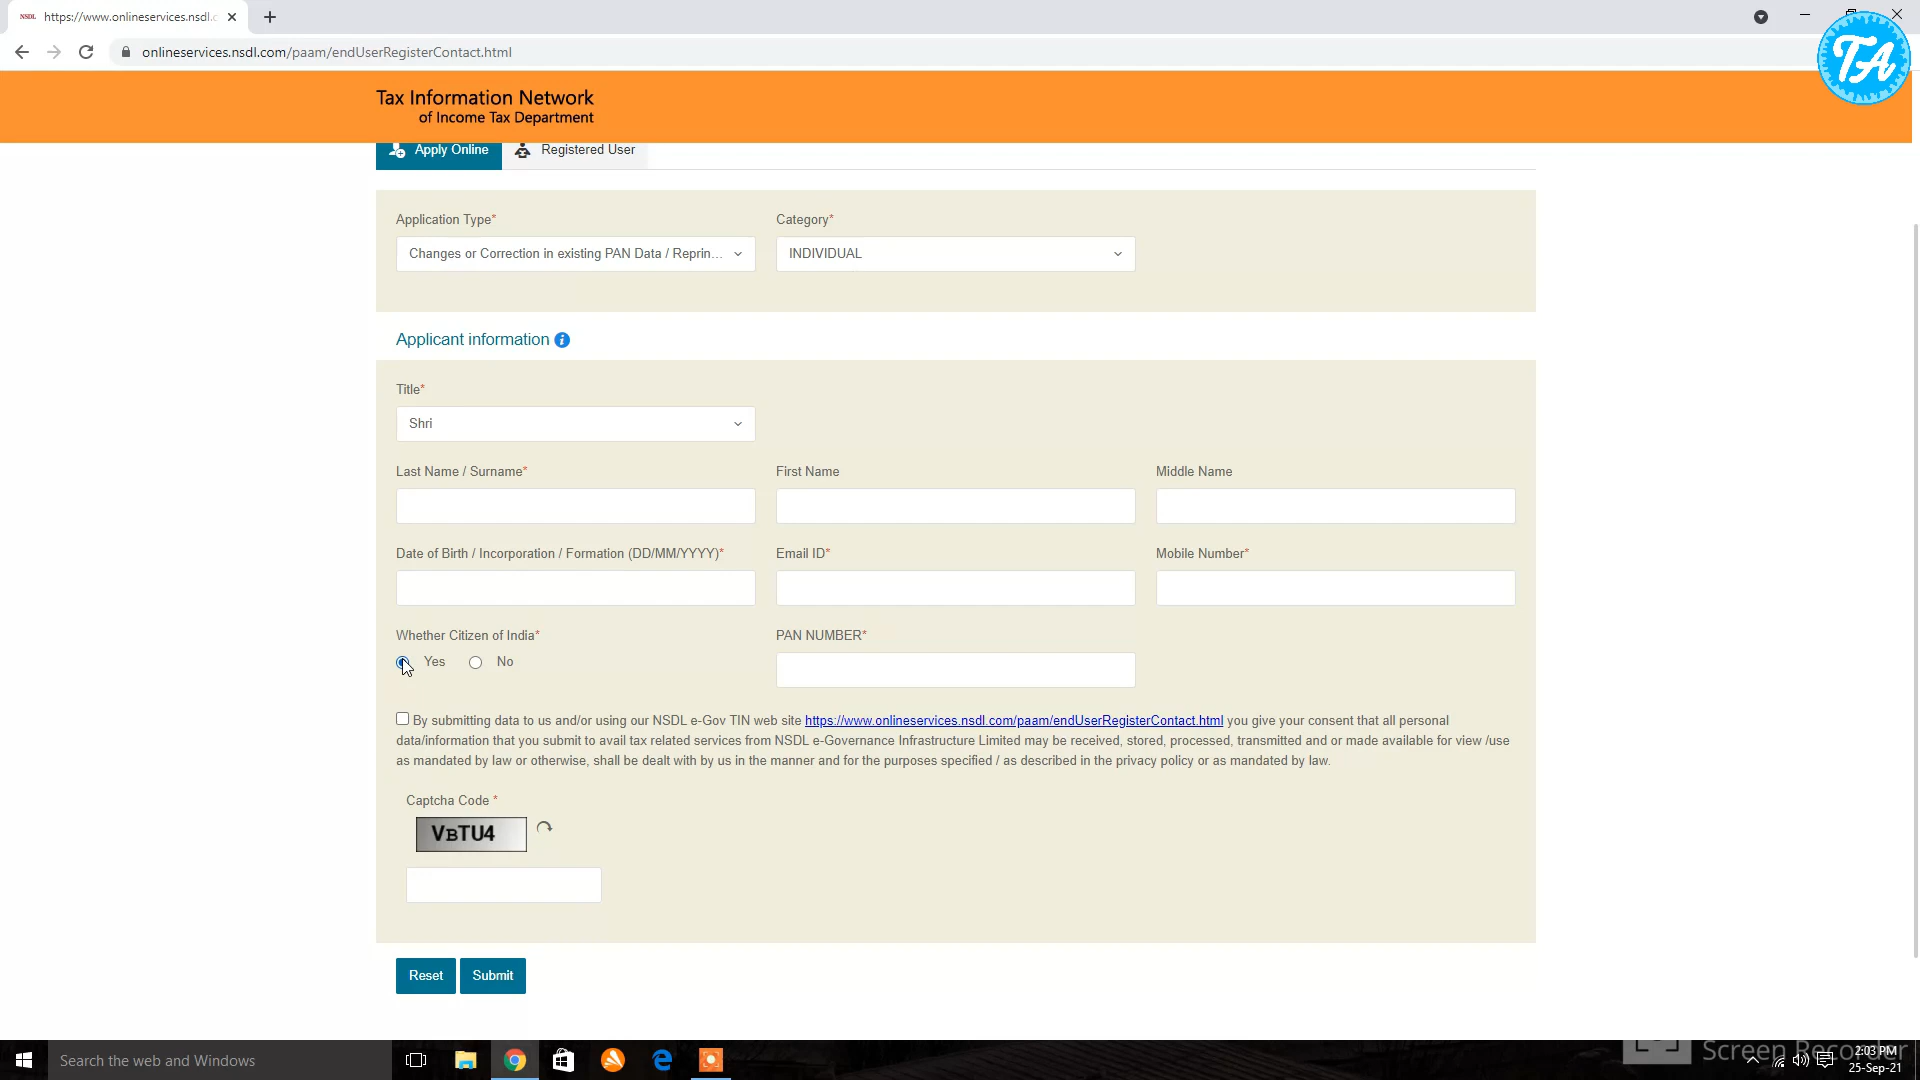 NSDL https://www.onlineservices.nsdl.c
onlineservices.nsdl.com/paam/endUserRegisterContact.html
TA
Tax Information Network
of Income Tax Department
Apply Online Registered User
Application Type* Category*
Changes or Correction in existing PAN Data / Reprin... INDIVIDUAL
Applicant information i
Title*
Shri
Last Name / Surname* First Name Middle Name
Date of Birth / Incorporation / Formation (DD/MM/YYYY)* Email ID* Mobile Number*
Whether Citizen of India* PAN NUMBER*
Yes No
By submitting data to us and/or using our NSDL e-Gov TIN web site https://www.onlineservices.nsdl.com/paam/endUserRegisterContact.html you give your consent that all personal
data/information that you submit to avail tax related services from NSDL e-Governance Infrastructure Limited may be received, stored, processed, transmitted and or made available for view /use
as mandated by law or otherwise, shall be dealt with by us in the manner and for the purposes specified / as described in the privacy policy or as mandated by law.
Captcha Code *
VBTU4
Reset Submit
Search the web and Windows
Screen Recorder
2:03 PM
25-Sep-21